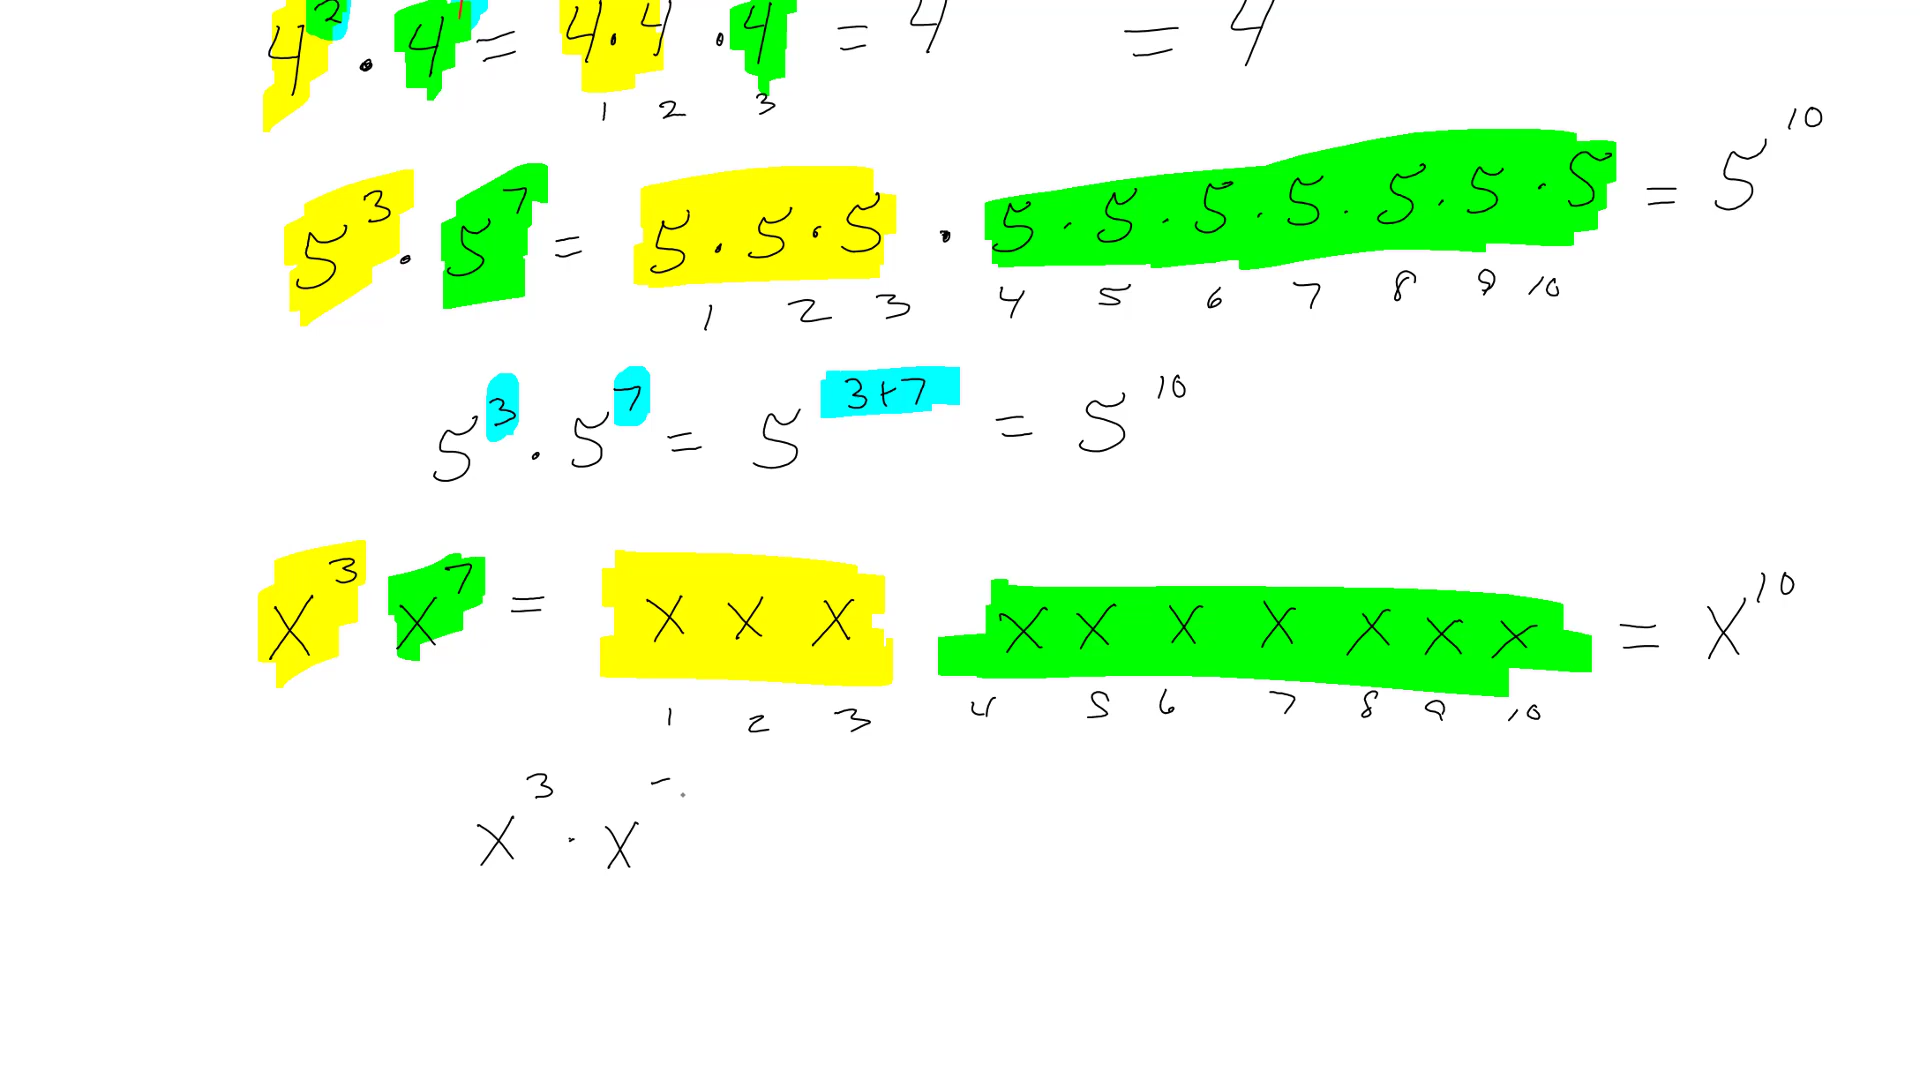 4² · 4¹ = 4 · 4 · 4 = 4 = 4
1 2 3
5³ · 5⁷ = 5 · 5 · 5 · 5 · 5 · 5 · 5 · 5 · 5 · 5 = 5¹⁰
1 2 3 4 5 6 7 8 9 10
5³ · 5⁷ = 5³⁺⁷ = 5¹⁰
x³ x⁷ = x x x x x x x x x x = x¹⁰
1 2 3 4 5 6 7 8 9 10
x³ · x